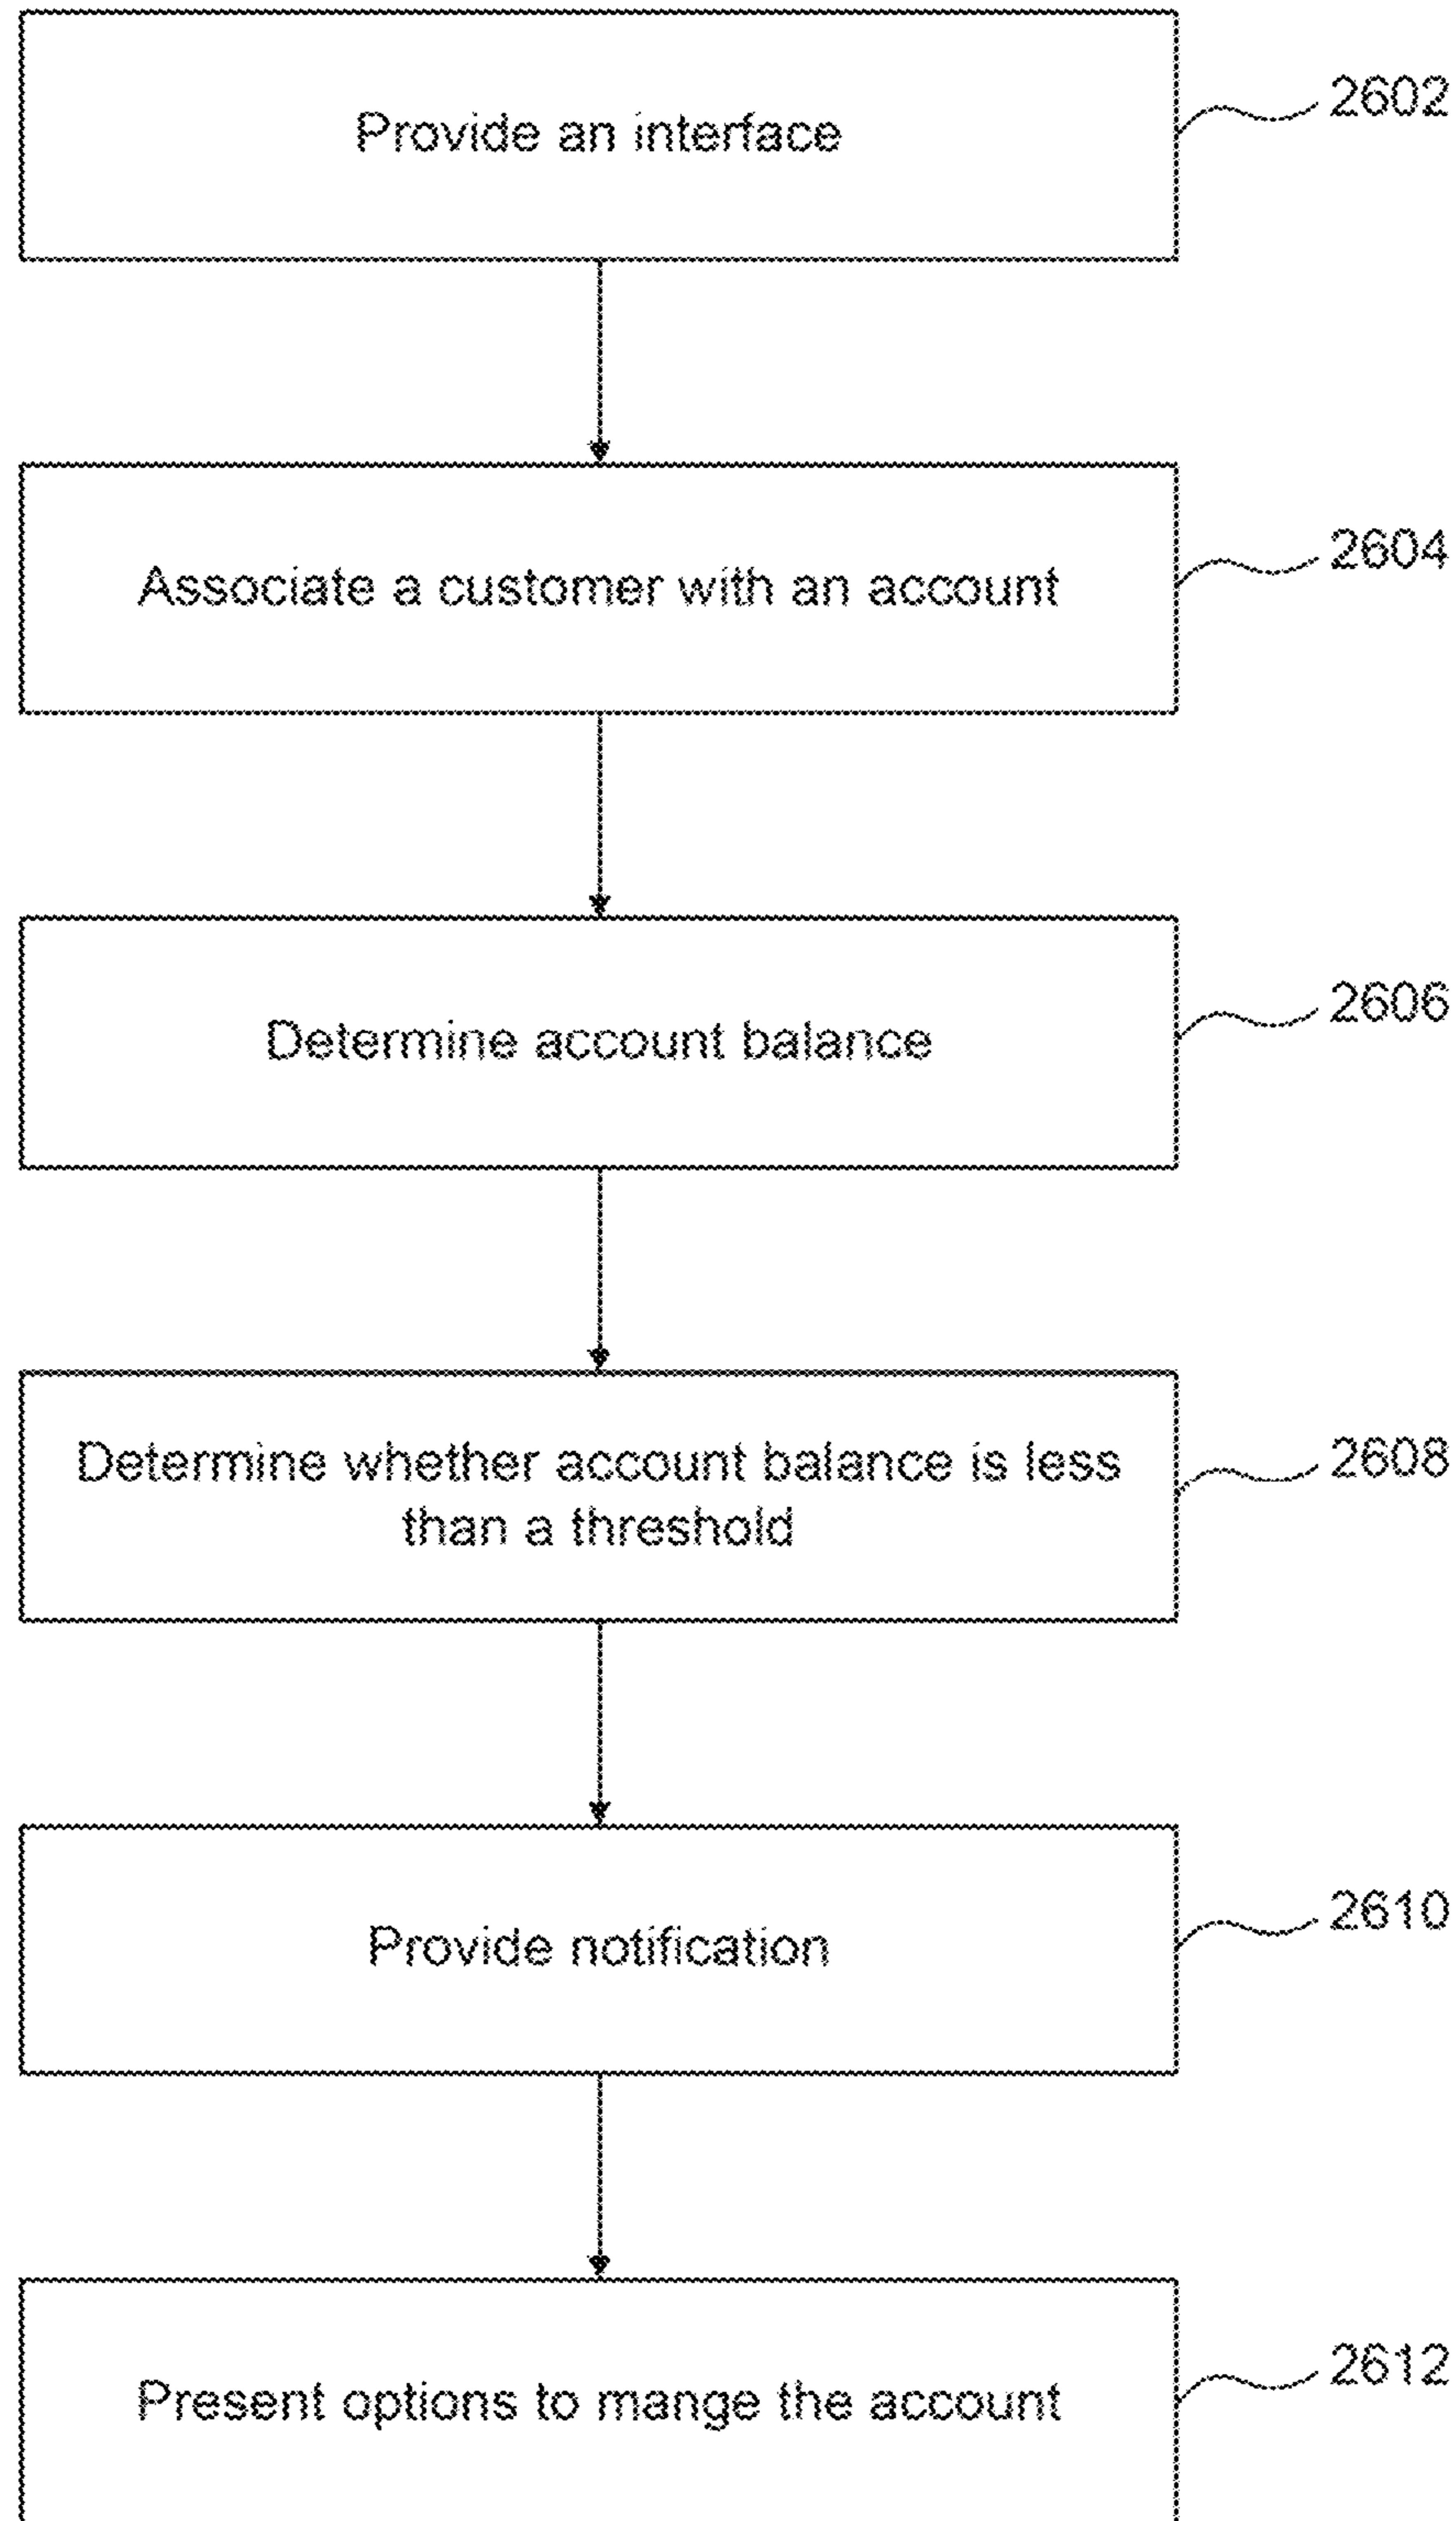 Provide an interface
2602
Associate a customer with an account
2604
Determine account balance
2606
Determine whether account balance is less
than a threshold
2608
Provide notification
2610
Present options to mange the account
2612